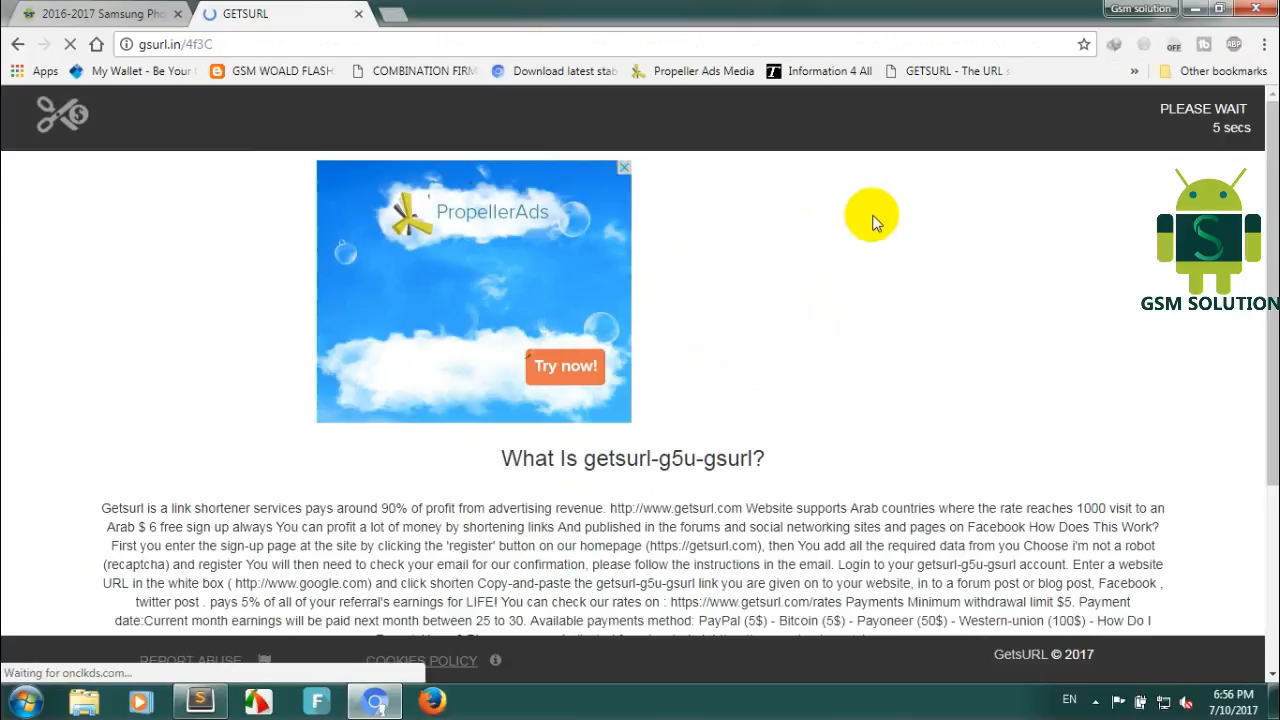 2016-2017 Samsung Pho
GETSURL
Gsm solution
gsurl.in/4f3C
OFF
ABP
Apps
My Wallet - Be Your
GSM WOALD FLASH
COMBINATION FIRM
Download latest stab
Propeller Ads Media
Information 4 All
GETSURL - The URL s
»
Other bookmarks
PLEASE WAIT
5 secs
PropellerAds
Try now!
GSM SOLUTION
What Is getsurl-g5u-gsurl?
Getsurl is a link shortener services pays around 90% of profit from advertising revenue. http://www.getsurl.com Website supports Arab countries where the rate reaches 1000 visit to an
Arab $ 6 free sign up always You can profit a lot of money by shortening links And published in the forums and social networking sites and pages on Facebook How Does This Work?
First you enter the sign-up page at the site by clicking the 'register' button on our homepage (https://getsurl.com), then You add all the required data from you Choose i'm not a robot
(recaptcha) and register You will then need to check your email for our confirmation, please follow the instructions in the email. Login to your getsurl-g5u-gsurl account. Enter a website
URL in the white box ( http://www.google.com) and click shorten Copy-and-paste the getsurl-g5u-gsurl link you are given on to your website, in to a forum post or blog post, Facebook ,
twitter post . pays 5% of all of your referral's earnings for LIFE! You can check our rates on : https://www.getsurl.com/rates Payments Minimum withdrawal limit $5. Payment
date:Current month earnings will be paid next month between 25 to 30. Available payments method: PayPal (5$) - Bitcoin (5$) - Payoneer (50$) - Western-union (100$) - How Do I
REPORT ABUSE
COOKIES POLICY
GetsURL © 2017
Waiting for onclkds.com...
EN
6:56 PM
7/10/2017